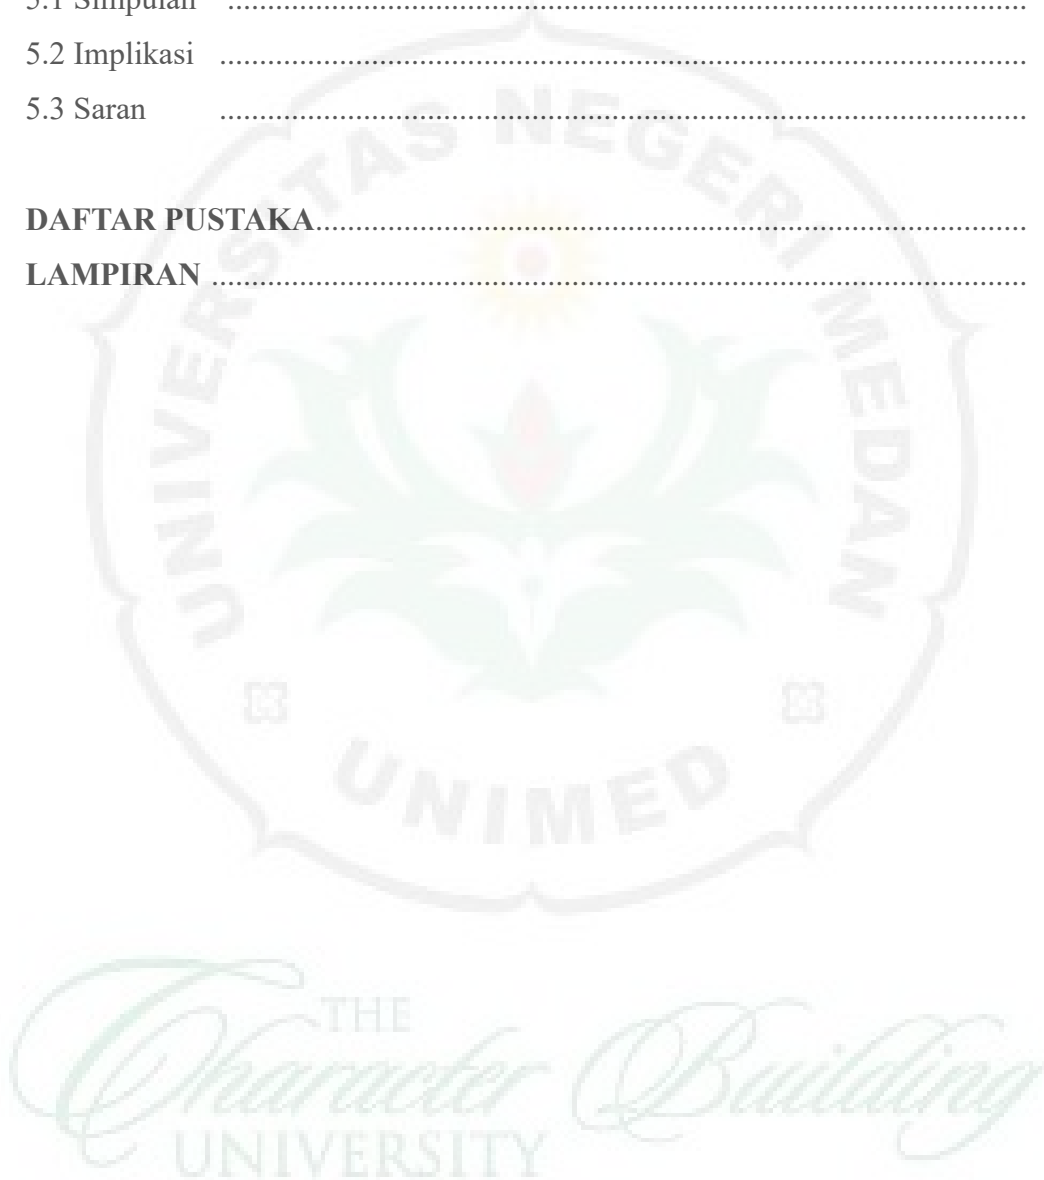 5.1 Simpulan ....................................................................................................
5.2 Implikasi ....................................................................................................
5.3 Saran ....................................................................................................
DAFTAR PUSTAKA....................................................................................
LAMPIRAN ....................................................................................................
UNIVERSITAS NEGERI MEDAN
UNIMED
THE
Character Building
UNIVERSITY